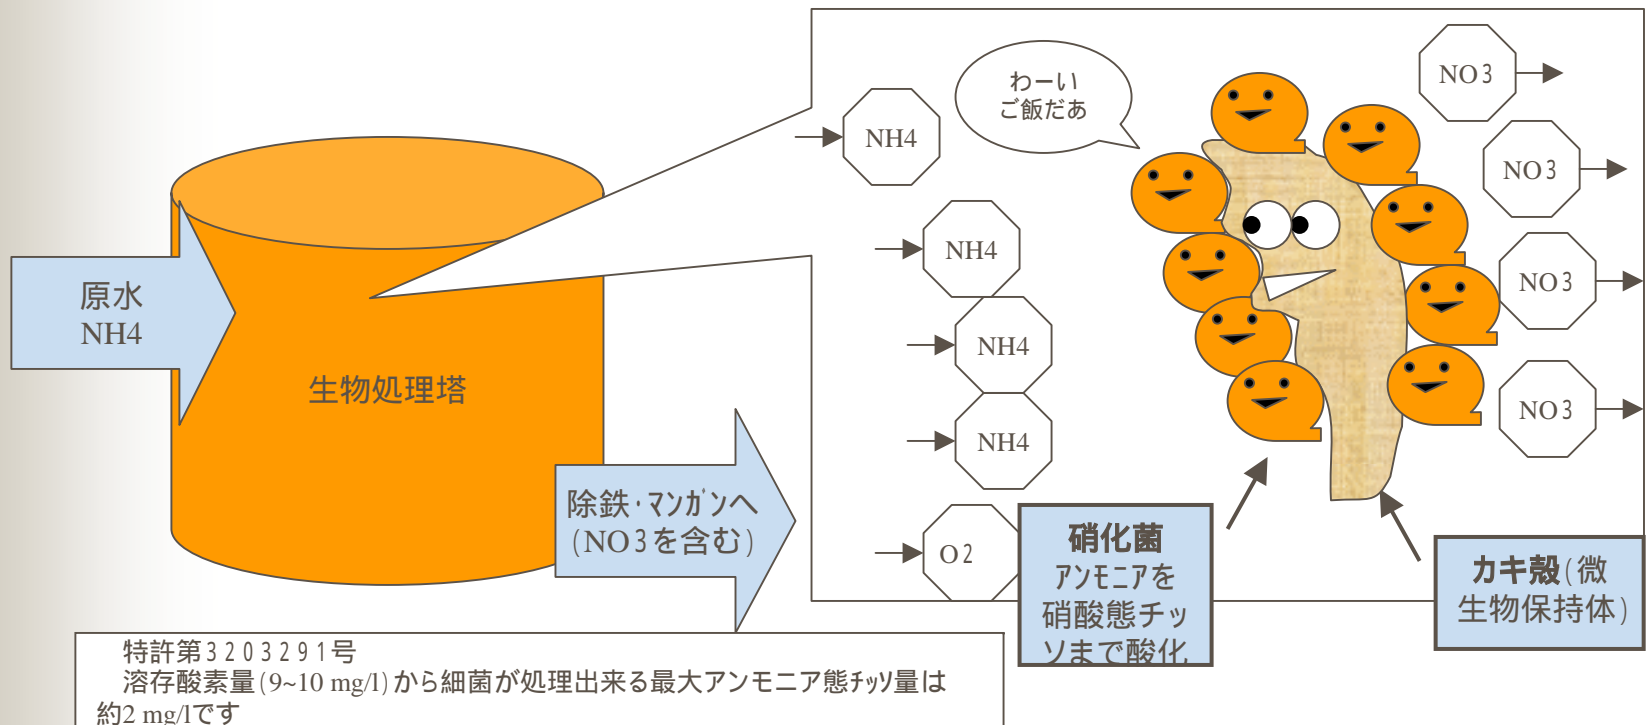 原水
NH4
生物処理塔
除鉄･ﾏﾝｶﾞﾝへ
(NO3を含む)
わーい
ご飯だあ
NH4
NH4
NH4
NH4
O2
NO3
NO3
NO3
NO3
硝化菌
ｱﾝﾓﾆｱを
硝酸態チッ
ソまで酸化
カキ殻(微
生物保持体)
特許第3203291号
溶存酸素量(9~10 mg/l)から細菌が処理出来る最大アンモニア態ﾁｯｿ量は
約2 mg/lです